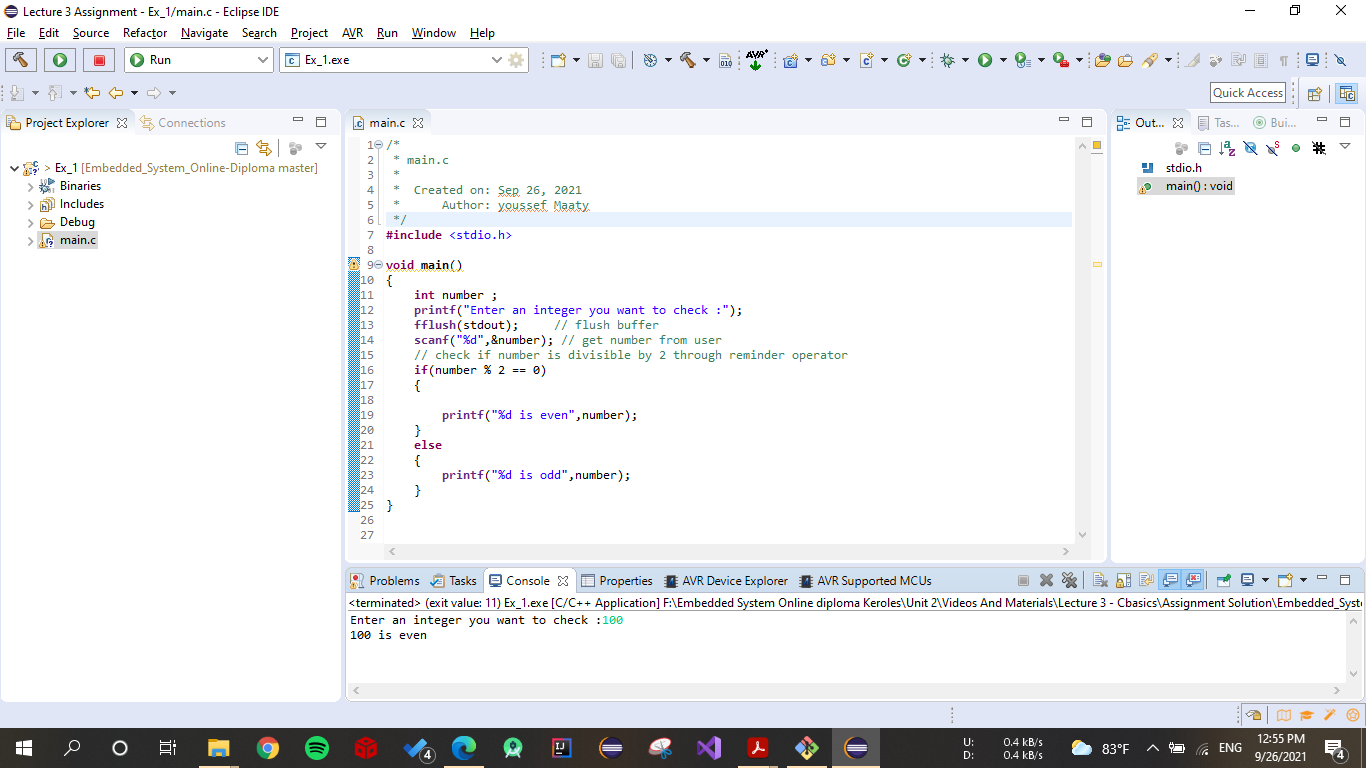 Lecture 3 Assignment - Ex_1/main.c - Eclipse IDE
File Edit Source Refactor Navigate Search Project AVR Run Window Help
Run
Ex_1.exe
AVR
010
Quick Access
Project Explorer
Connections
Ex_1 [Embedded_System_Online-Diploma master]
Binaries
Includes
Debug
main.c
main.c
1 /*
2  * main.c
3  *
4  *  Created on: Sep 26, 2021
5  *      Author: youssef Maaty
6  */
7 #include <stdio.h>
8
9 void main()
10 {
11     int number ;
12     printf("Enter an integer you want to check :");
13     fflush(stdout);     // flush buffer
14     scanf("%d",&number); // get number from user
15     // check if number is divisible by 2 through reminder operator
16     if(number % 2 == 0)
17     {
18
19         printf("%d is even",number);
20     }
21     else
22     {
23         printf("%d is odd",number);
24     }
25 }
26
27
Out...
Tas...
Bui...
stdio.h
main() : void
Problems Tasks Console Properties AVR Device Explorer AVR Supported MCUs
<terminated> (exit value: 11) Ex_1.exe [C/C++ Application] F:\Embedded System Online diploma Keroles\Unit 2\Videos And Materials\Lecture 3 - Cbasics\Assignment Solution\Embedded_Syste
Enter an integer you want to check :100
100 is even
4
U: 0.4 kB/s
D: 0.4 kB/s
83°F
ENG
12:55 PM
9/26/2021
4